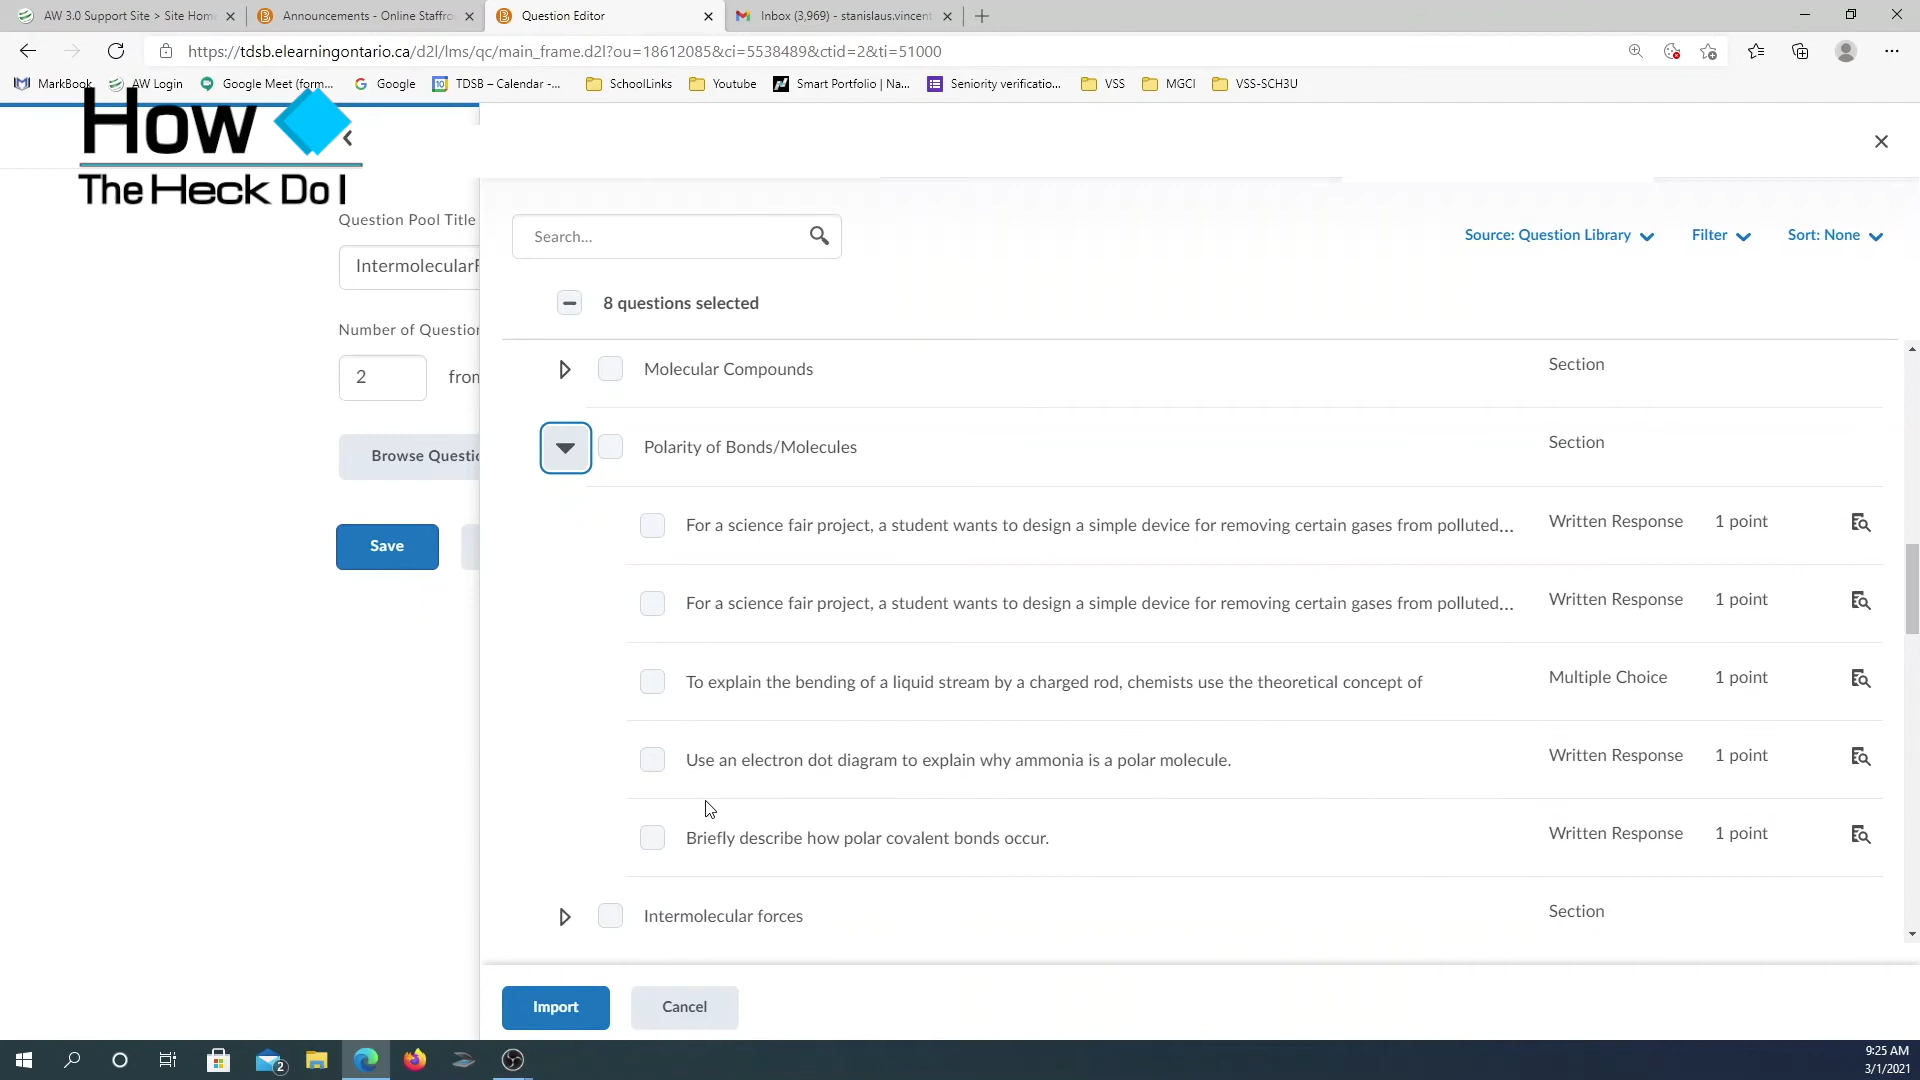 AW 3.0 Support Site > Site Home
Announcements - Online Staffro
Question Editor
Inbox (3,969) - stanislaus.vincent
https://tdsb.elearningontario.ca/d2l/lms/qc/main_frame.d2l?ou=18612085&ci=5538489&ctid=2&ti=51000
MarkBook
AW Login
Google Meet (form...
Google
TDSB – Calendar -...
SchoolLinks
Youtube
Smart Portfolio | Na...
Seniority verificatio...
VSS
MGCI
VSS-SCH3U
How
The Heck Do I
Question Pool Title
IntermolecularF
Number of Question
2 from
Browse Questio
Save
Search...
Source: Question Library
Filter
Sort: None
8 questions selected
Molecular Compounds Section
Polarity of Bonds/Molecules Section
For a science fair project, a student wants to design a simple device for removing certain gases from polluted... Written Response 1 point
For a science fair project, a student wants to design a simple device for removing certain gases from polluted... Written Response 1 point
To explain the bending of a liquid stream by a charged rod, chemists use the theoretical concept of Multiple Choice 1 point
Use an electron dot diagram to explain why ammonia is a polar molecule. Written Response 1 point
Briefly describe how polar covalent bonds occur. Written Response 1 point
Intermolecular forces Section
Import
Cancel
2
9:25 AM
3/1/2021